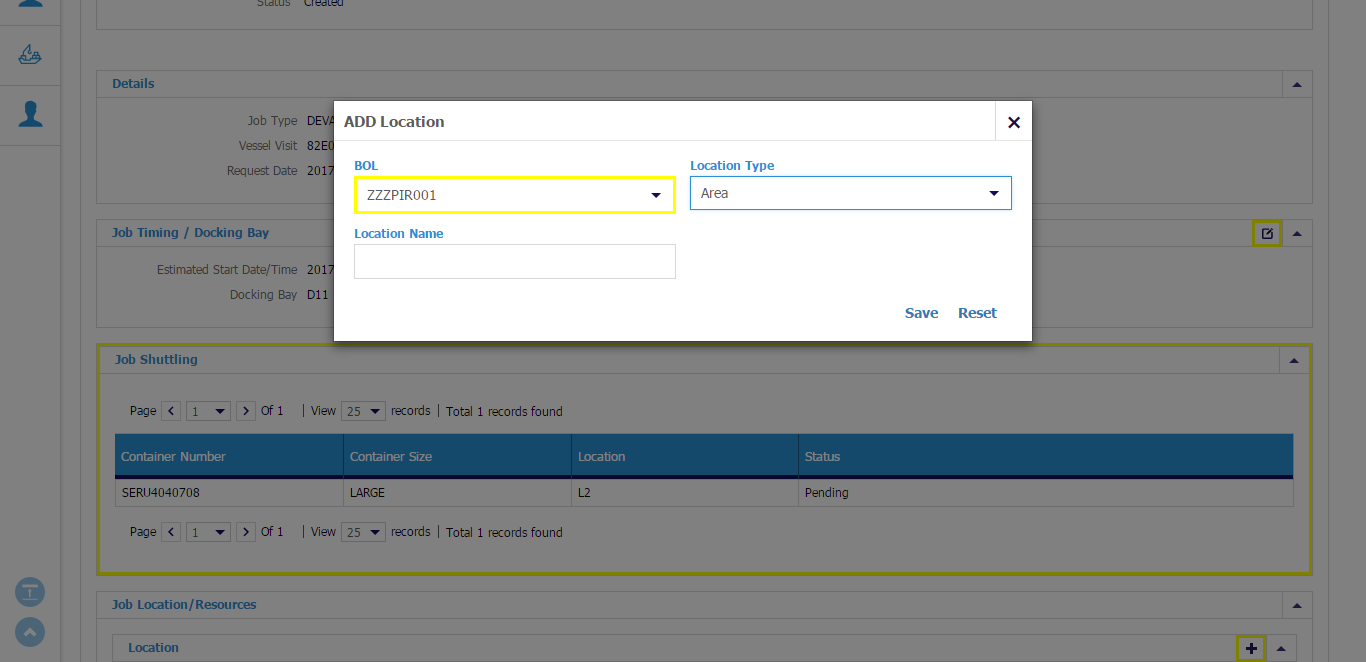 Status Created
Details
Job Type DEVA
Vessel Visit 82E0
Request Date 2017
ADD Location
BOL
ZZZPIR001
Location Type
Area
Location Name
Save Reset
Job Timing / Docking Bay
Estimated Start Date/Time 2017
Docking Bay D11
Job Shuttling
Page 1 Of 1 | View 25 records | Total 1 records found
Container Number Container Size Location Status
SERU4040708 LARGE L2 Pending
Page 1 Of 1 | View 25 records | Total 1 records found
Job Location/Resources
Location